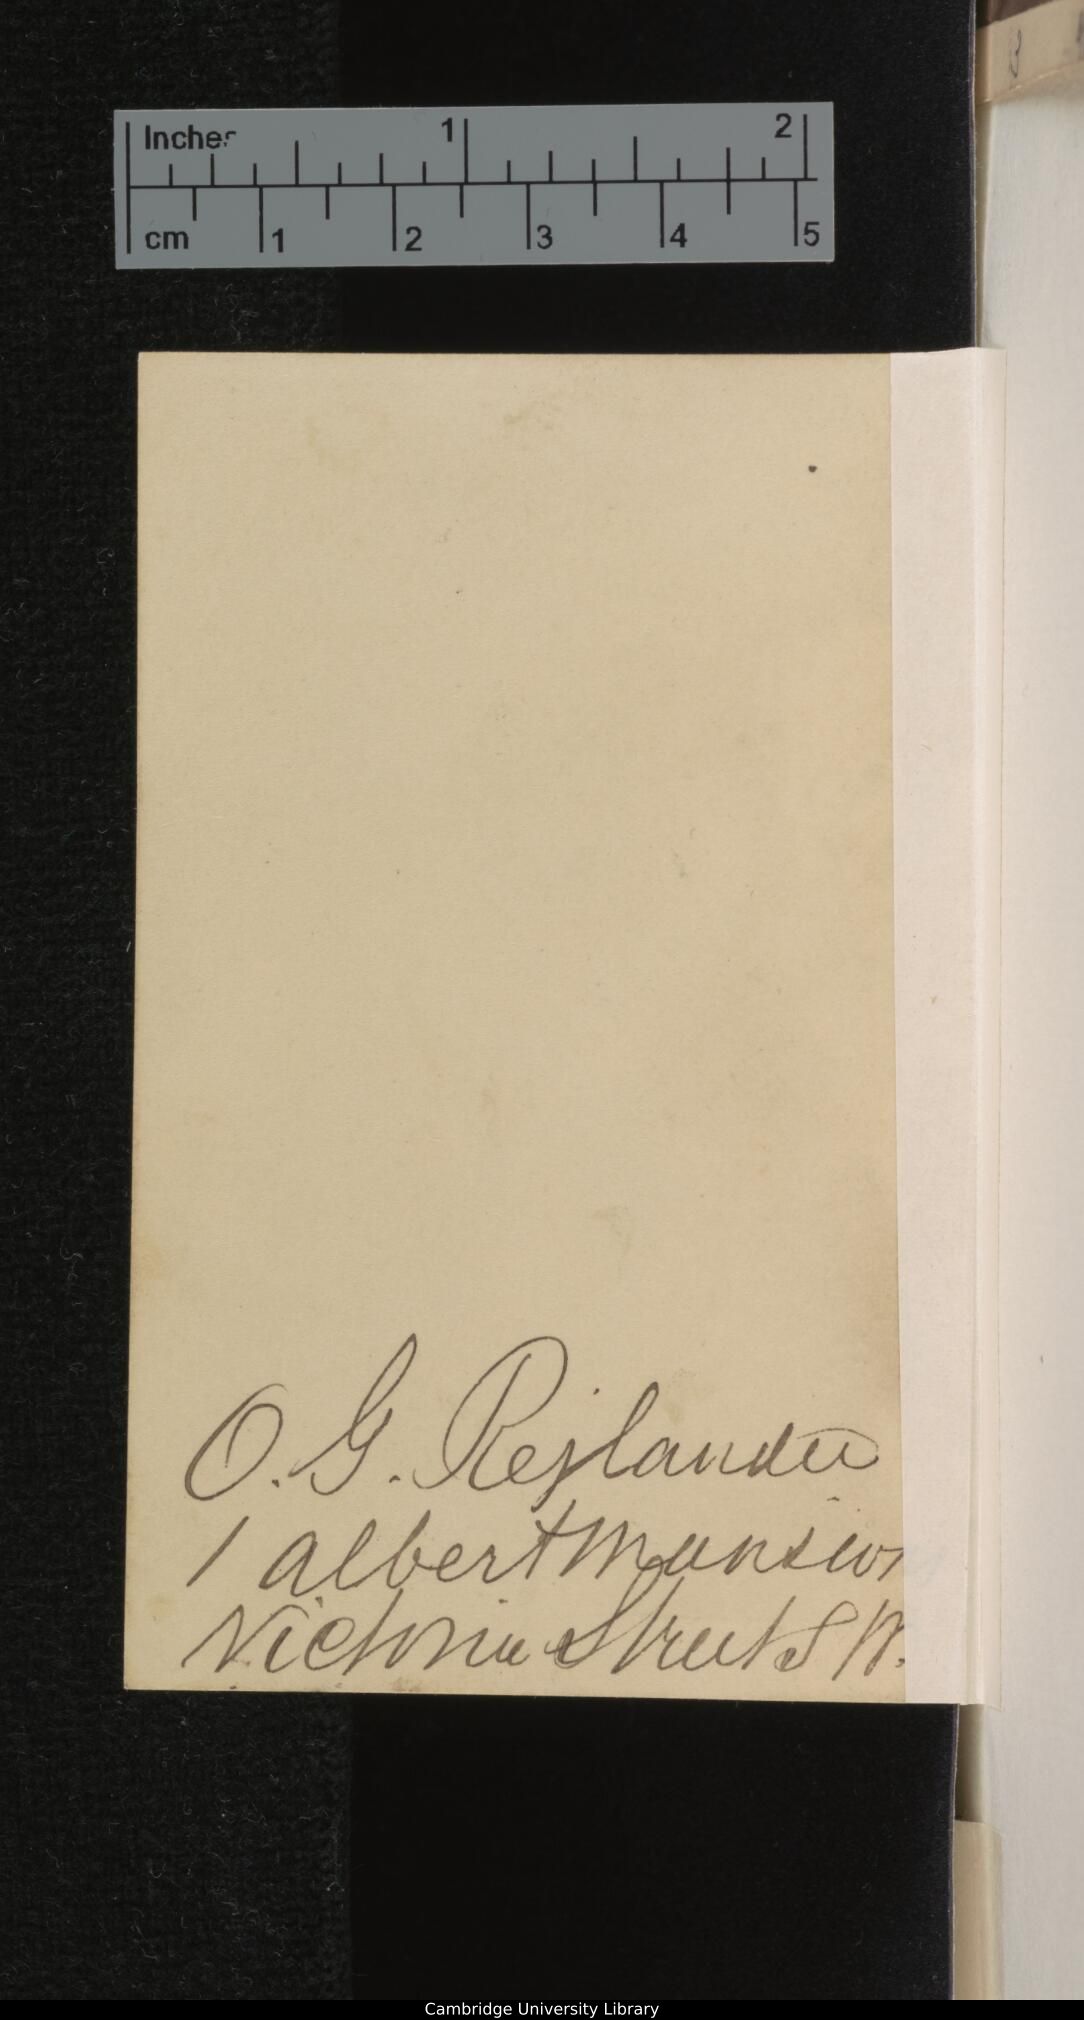 Inches 1 2
cm 1 2 3 4 5
O. G. Rejlander
1 Albert Mansion
Victoria Street S W.
Cambridge University Library